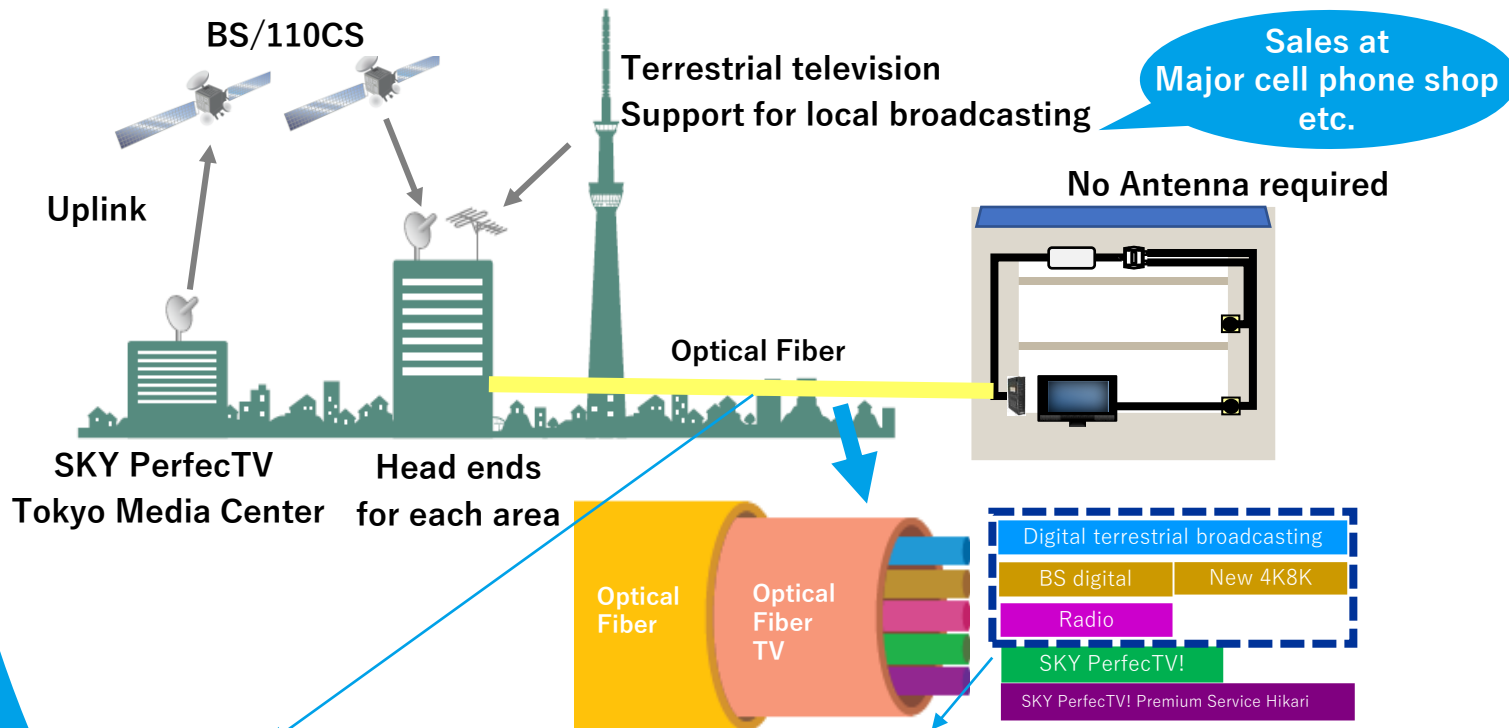 BS/110CS
Terrestrial television
Support for local broadcasting
Sales at
Major cell phone shop
etc.
Uplink
No Antenna required
Optical Fiber
SKY PerfecTV
Tokyo Media Center
Head ends
for each area
Optical
Fiber
Optical
Fiber
TV
Digital terrestrial broadcasting
BS digital
New 4K8K
Radio
SKY PerfecTV!
SKY PerfecTV! Premium Service Hikari